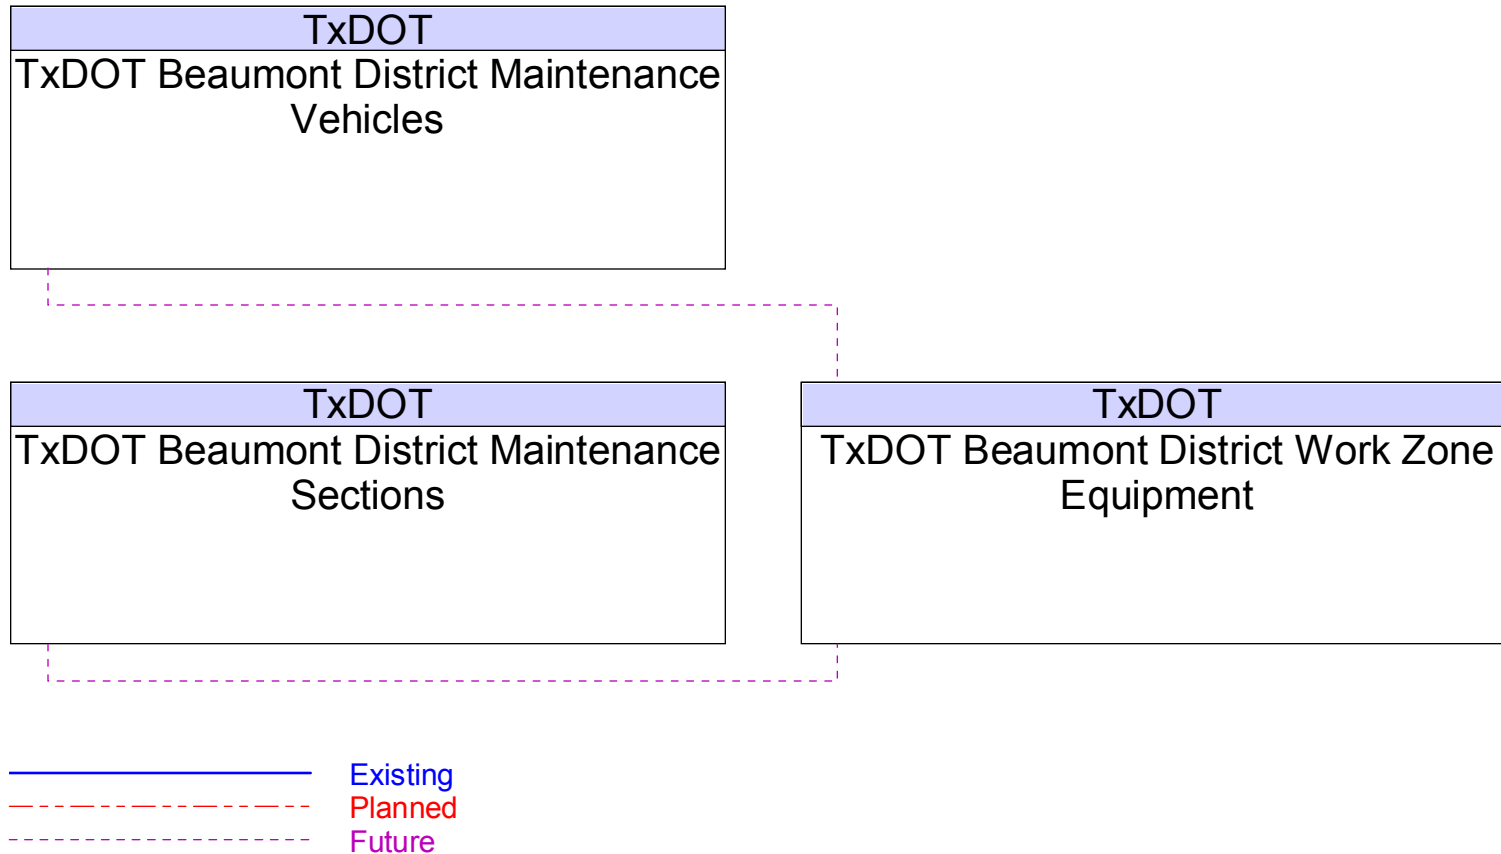 TxDOT
TxDOT Beaumont District Maintenance
Vehicles
TxDOT
TxDOT Beaumont District Maintenance
Sections
TxDOT
TxDOT Beaumont District Work Zone
Equipment
Existing
Planned
Future